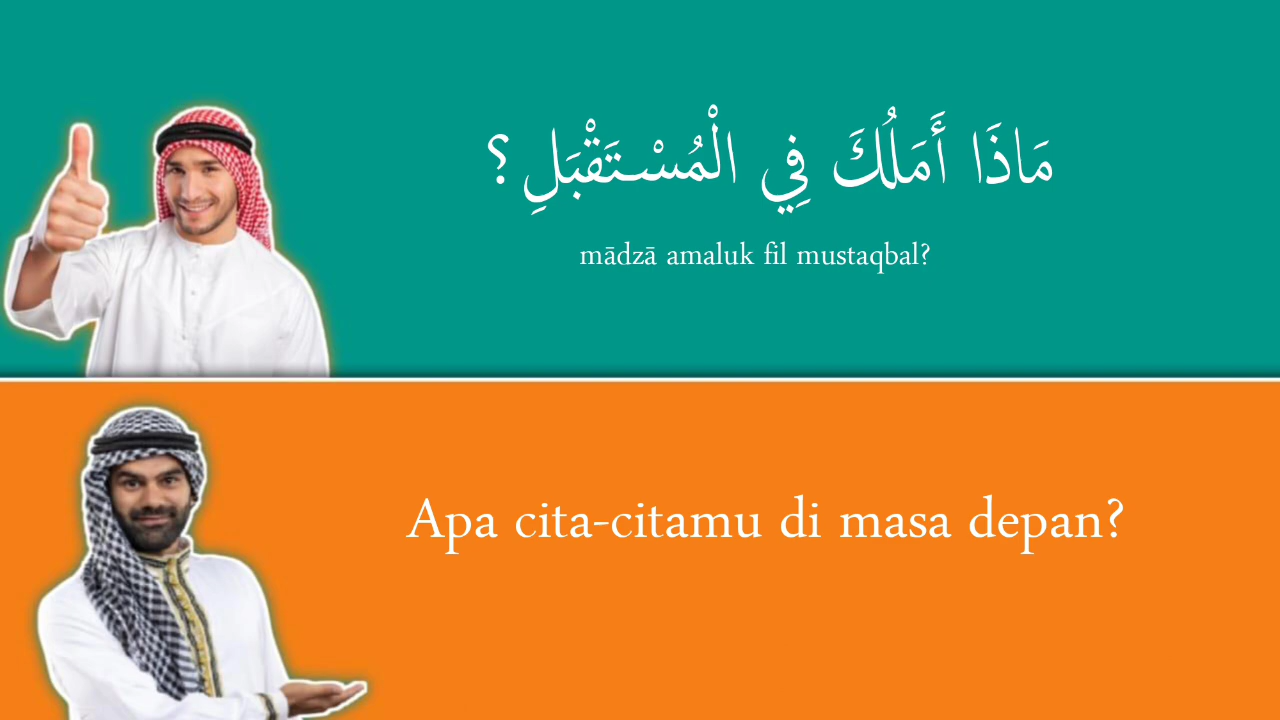 مَاذَا أَمَلُكَ فِي الْمُسْتَقْبَلِ؟
mādzā amaluk fil mustaqbal?
Apa cita-citamu di masa depan?